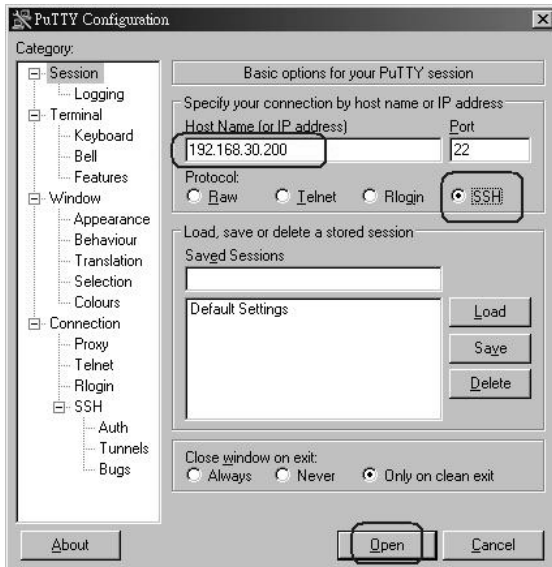 PuTTY Configuration
Category:
Session
Logging
Terminal
Keyboard
Bell
Features
Window
Appearance
Behaviour
Translation
Selection
Colours
Connection
Proxy
Telnet
Rlogin
SSH
Auth
Tunnels
Bugs
Basic options for your PuTTY session
Specify your connection by host name or IP address
Host Name (or IP address) Port
192.168.30.200 22
Protocol:
Raw Telnet Rlogin SSH
Load, save or delete a stored session
Saved Sessions
Default Settings
Load
Save
Delete
Close window on exit:
Always Never Only on clean exit
About Open Cancel